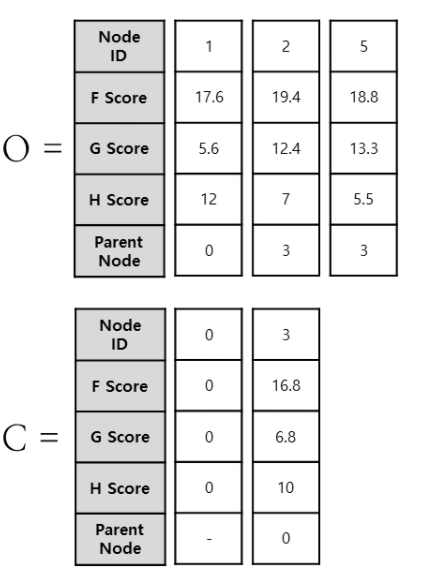 Node ID 1 2 5
F Score 17.6 19.4 18.8
O = G Score 5.6 12.4 13.3
H Score 12 7 5.5
Parent Node 0 3 3
Node ID 0 3
F Score 0 16.8
C = G Score 0 6.8
H Score 0 10
Parent Node - 0